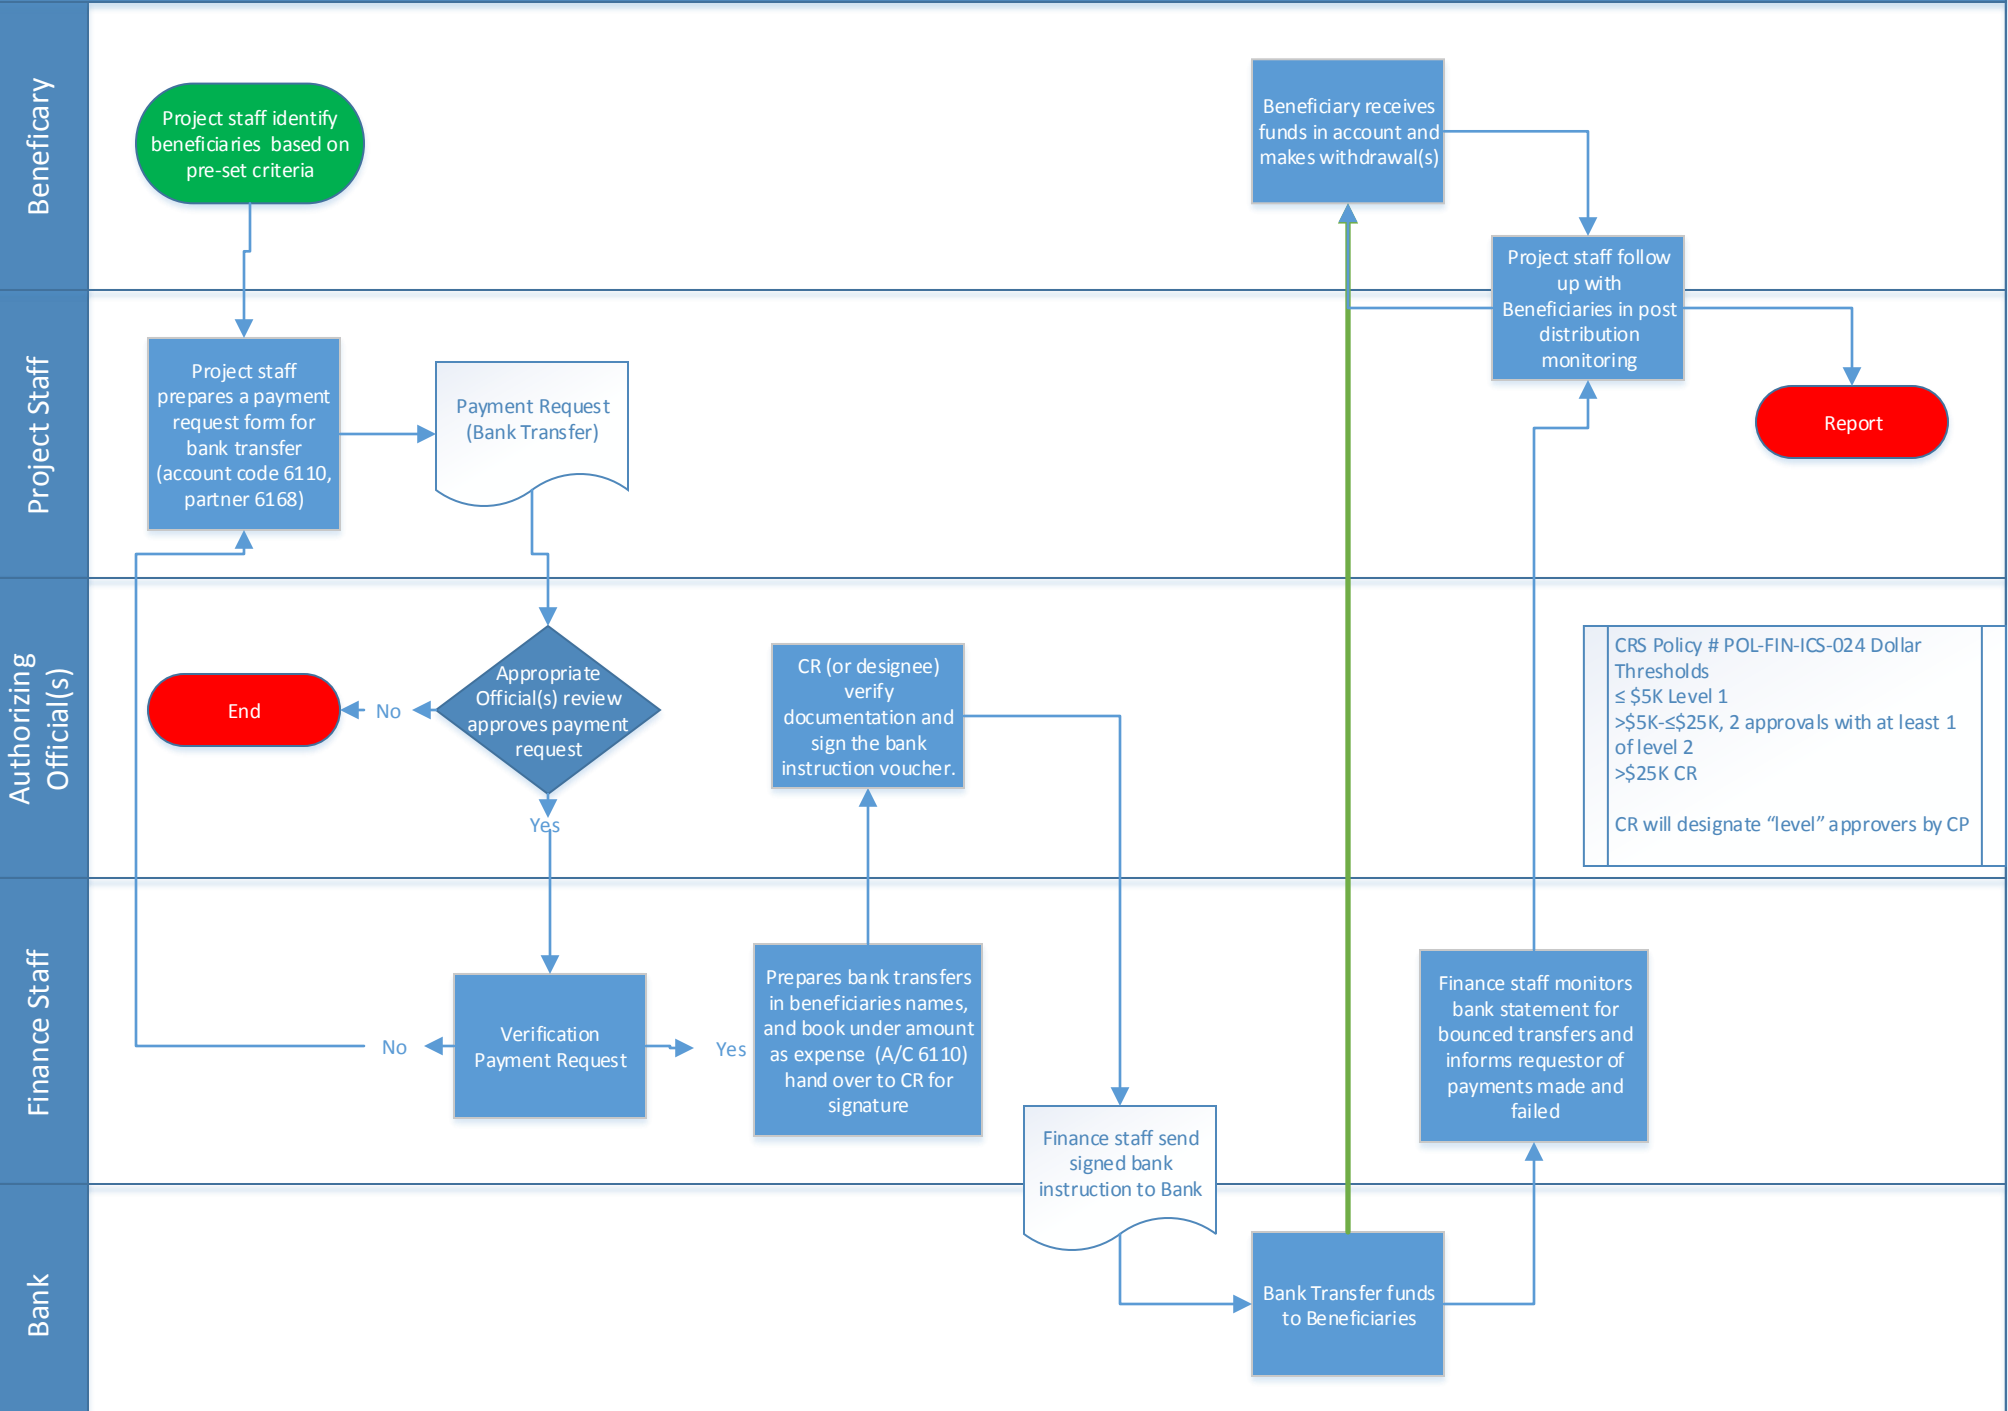 Beneficary
Project staff identify
beneficiaries based on
pre-set criteria
Beneficiary receives
funds in account and
makes withdrawal(s)
Project staff follow
up with
Beneficiaries in post
distribution
monitoring
Project Staff
Project staff
prepares a payment
request form for
bank transfer
(account code 6110,
partner 6168)
Payment Request
(Bank Transfer)
Report
Authorizing
Official(s)
End
No
Appropriate
Official(s) review
approves payment
request
Yes
CR (or designee)
verify
documentation and
sign the bank
instruction voucher.
CRS Policy # POL-FIN-ICS-024 Dollar
Thresholds
≤ $5K Level 1
>$5K-≤$25K, 2 approvals with at least 1
of level 2
>$25K CR
CR will designate “level” approvers by CP
Finance Staff
No
Verification
Payment Request
Yes
Prepares bank transfers
in beneficiaries names,
and book under amount
as expense (A/C 6110)
hand over to CR for
signature
Finance staff monitors
bank statement for
bounced transfers and
informs requestor of
payments made and
failed
Finance staff send
signed bank
instruction to Bank
Bank
Bank Transfer funds
to Beneficiaries